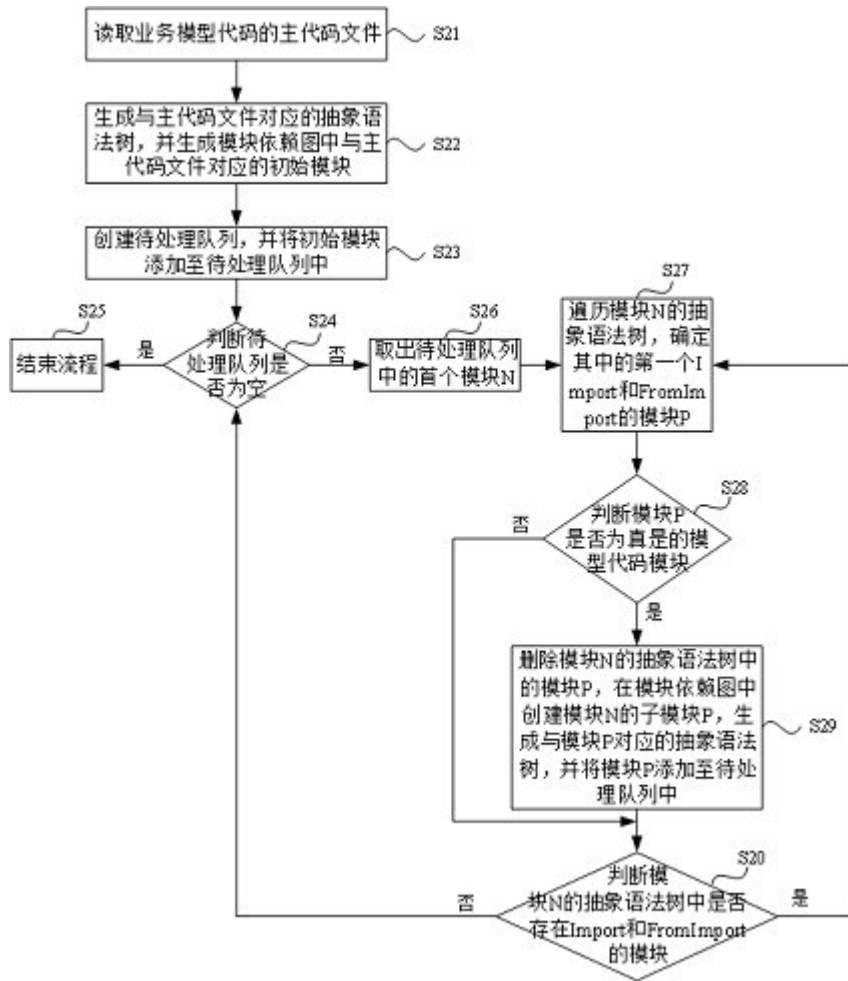 读取业务模型代码的主代码文件
S21
生成与主代码文件对应的抽象语
法树，并生成模块依赖图中与主
代码文件对应的初始模块
S22
创建待处理队列，并将初始模块
添加至待处理队列中
S23
S25
结束流程
是
判断待
处理队列是
否为空
S24
否
S26
取出待处理队列
中的首个模块N
S27
遍历模块N的抽
象语法树，确定
其中的第一个I
mport和FromIm
port的模块P
S28
判断模块P
是否为真是的模
型代码模块
否
是
删除模块N的抽象语法树中
的模块P，在模块依赖图中
创建模块N的子模块P，生
成与模块P对应的抽象语法
树，并将模块P添加至待处
理队列中
S29
S20
判断模
块N的抽象语法树中是否
存在Import和FromImport
的模块
否
是